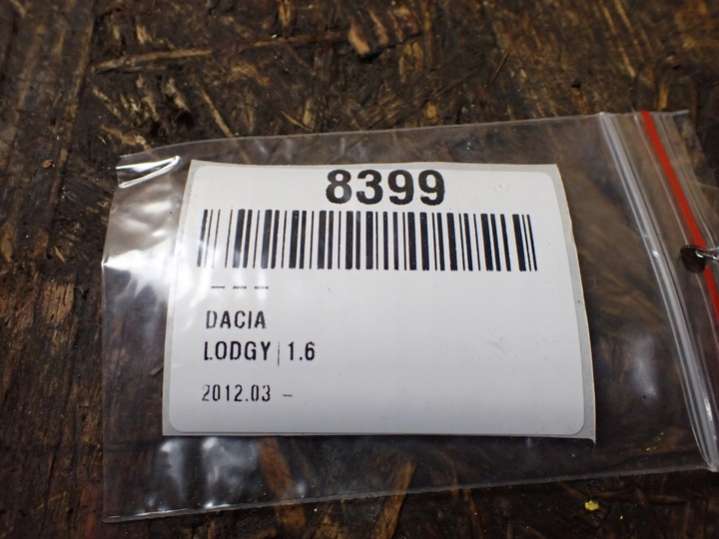 8399
– – –
DACIA
LODGY | 1.6
2012.03 –